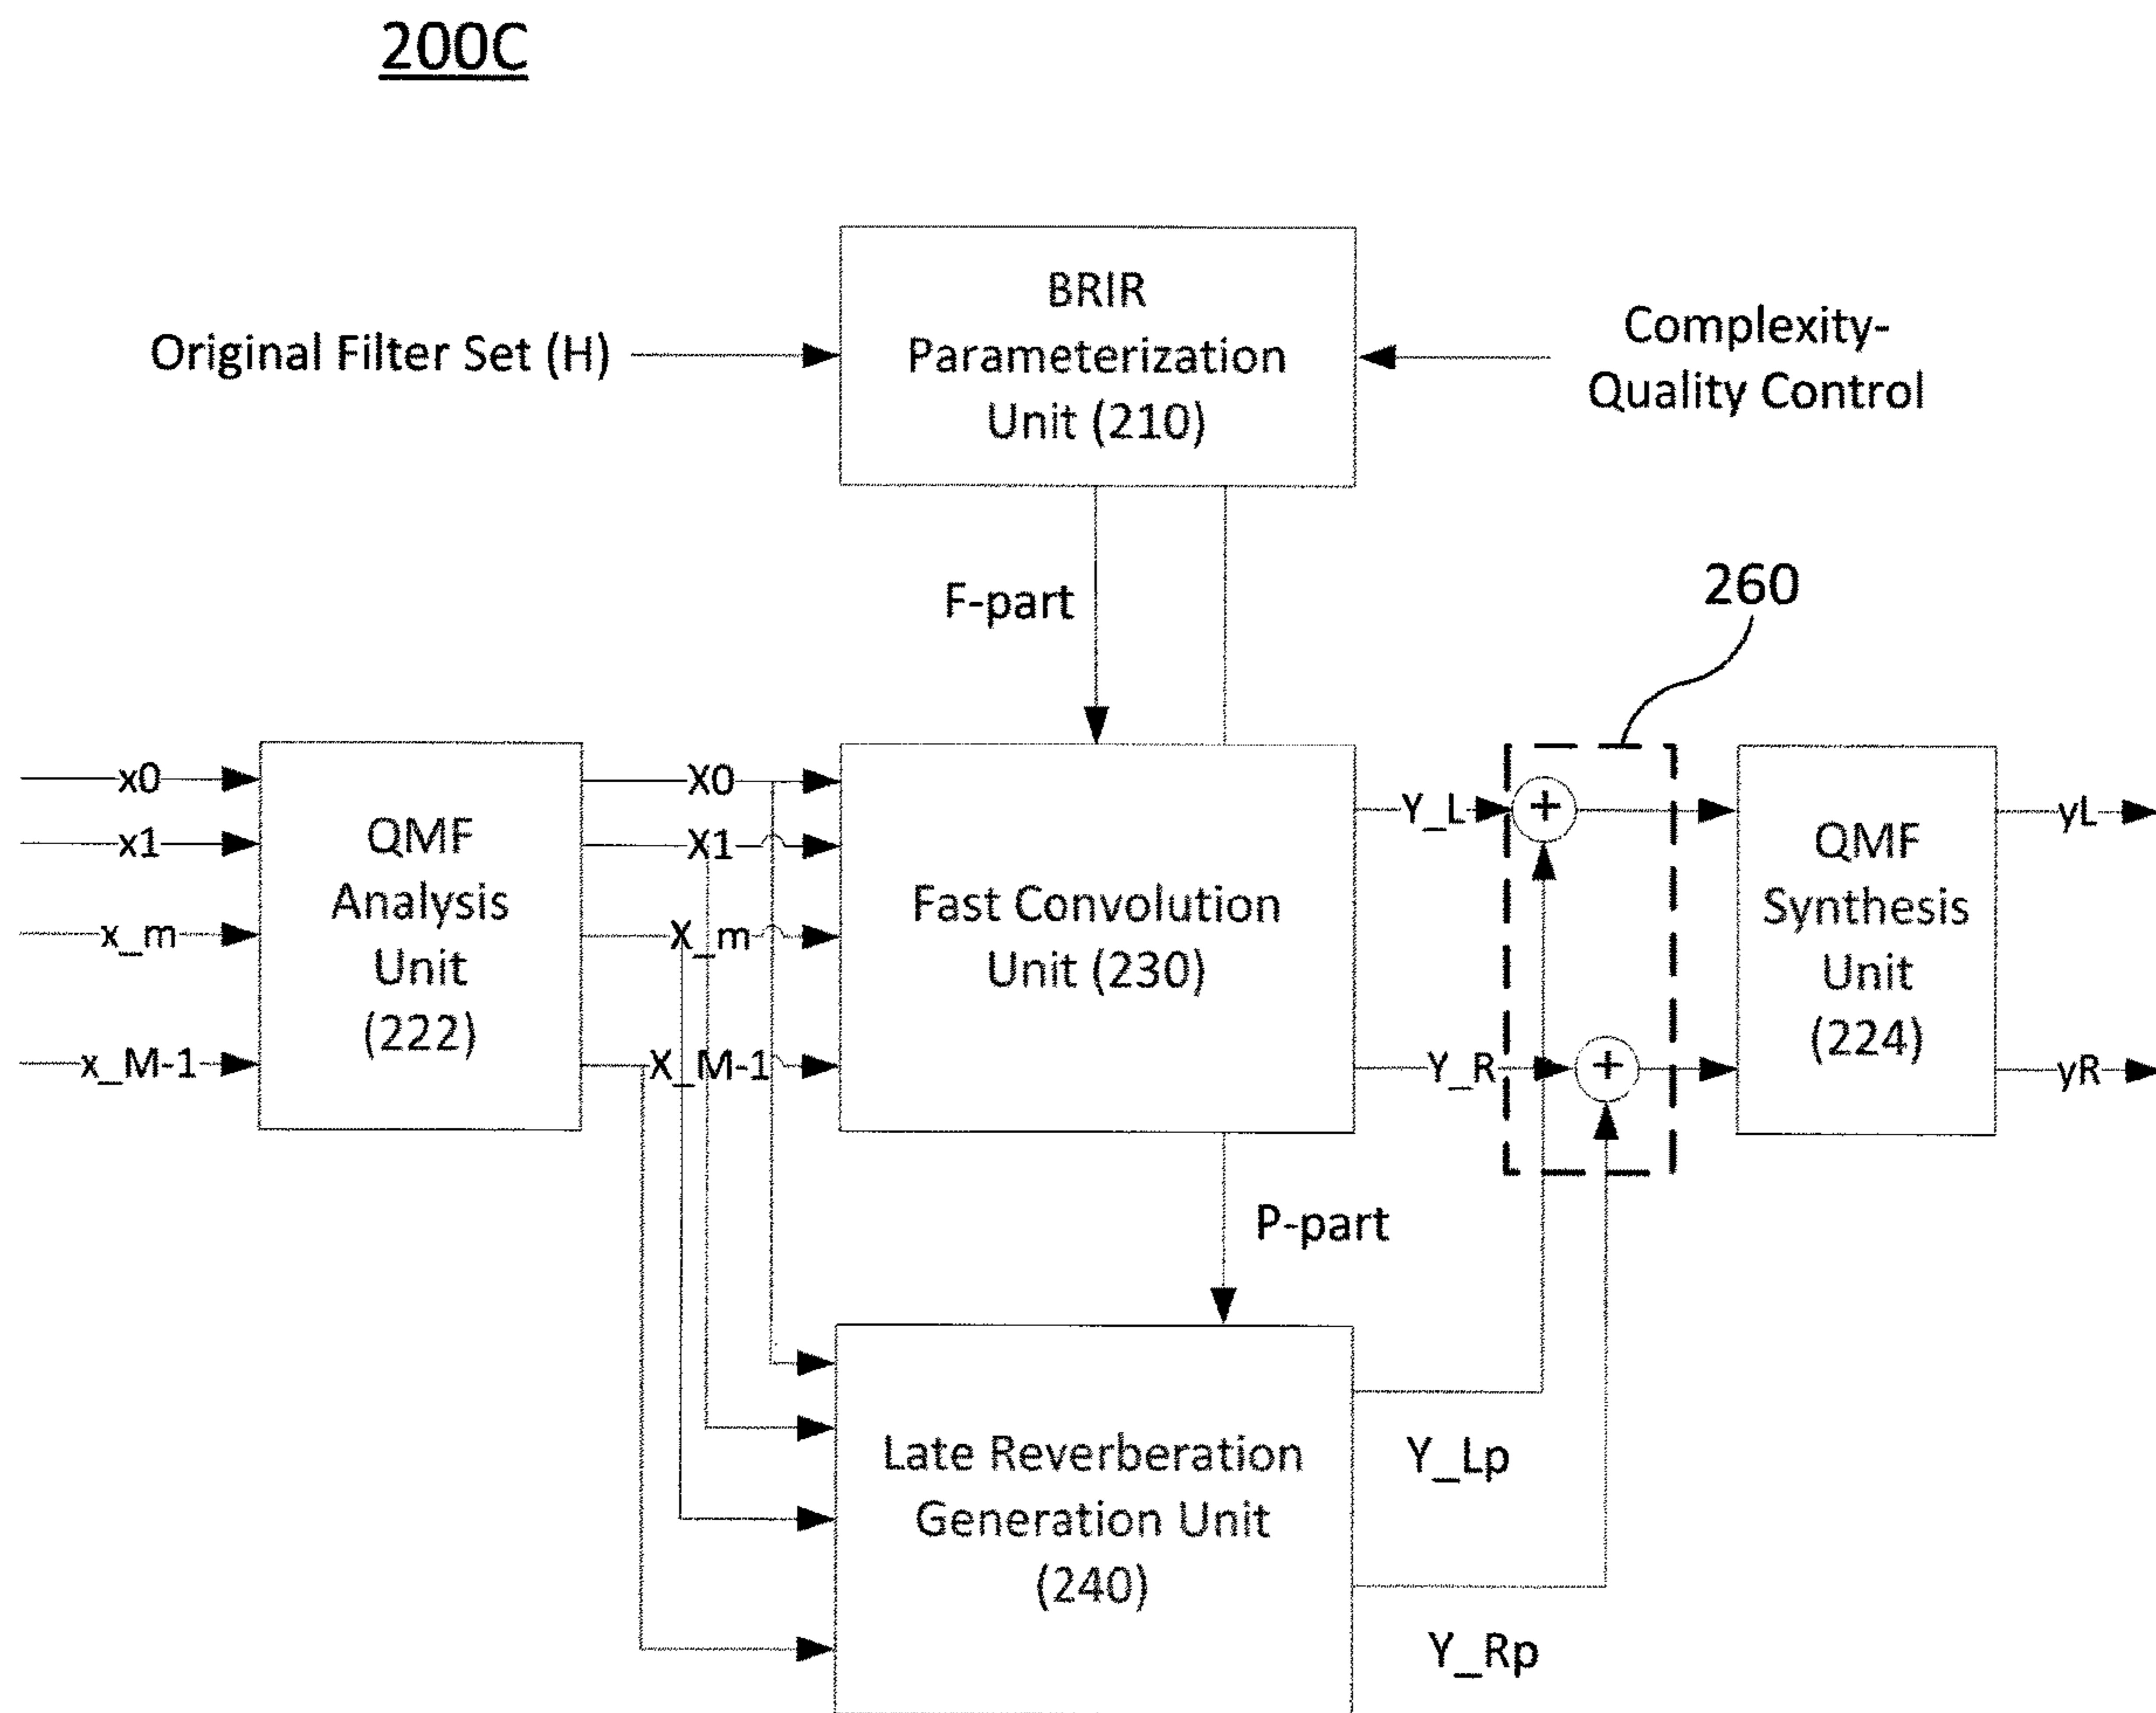 200C
BRIR
Parameterization
Unit (210)
Original Filter Set (H)
Complexity-
Quality Control
F-part
260
x0
x1
x_m
x_M-1
QMF
Analysis
Unit
(222)
X0
X1
X_m
X_M-1
Fast Convolution
Unit (230)
Y_L
Y_R
+
+
QMF
Synthesis
Unit
(224)
yL
yR
P-part
Late Reverberation
Generation Unit
(240)
Y_Lp
Y_Rp